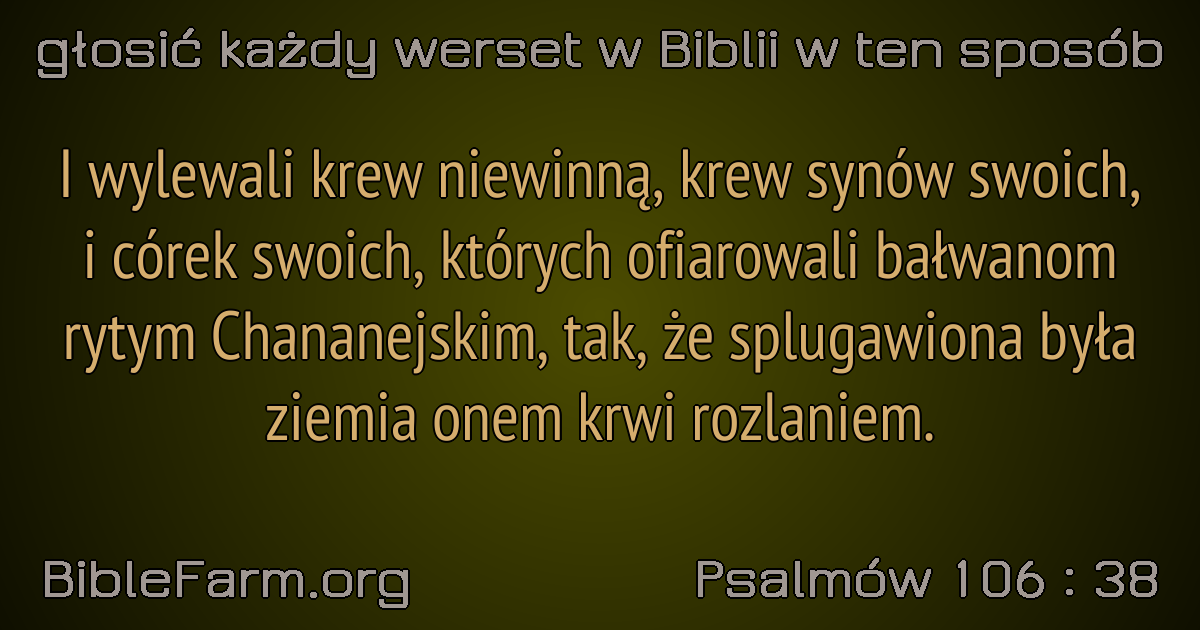 głosić każdy werset w Biblii w ten sposób
I wylewali krew niewinną, krew synów swoich,
i córek swoich, których ofiarowali bałwanom
rytym Chananejskim, tak, że splugawiona była
ziemia onem krwi rozlaniem.
BibleFarm.org
Psalmów 106 : 38